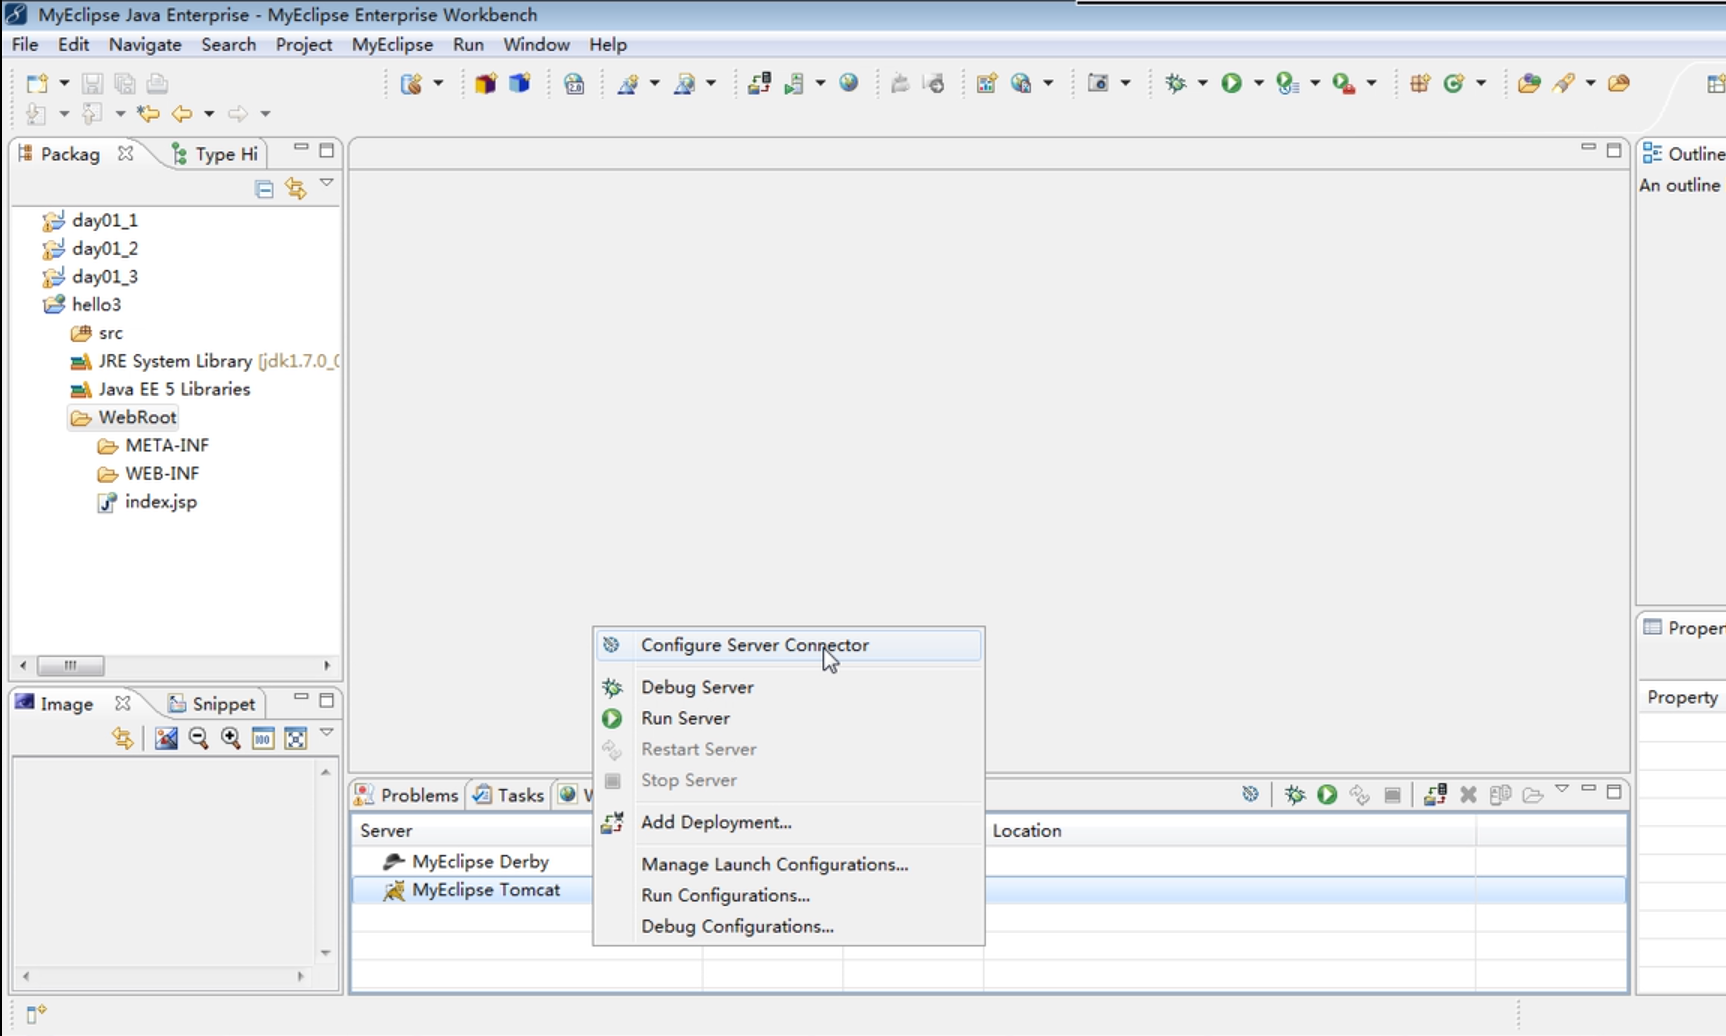 MyEclipse Java Enterprise - MyEclipse Enterprise Workbench
File Edit Navigate Search Project MyEclipse Run Window Help
Packag Type Hi
Outline
An outline
day01_1
day01_2
day01_3
hello3
src
JRE System Library [jdk1.7.0_0
Java EE 5 Libraries
WebRoot
META-INF
WEB-INF
index.jsp
Configure Server Connector
Debug Server
Run Server
Restart Server
Stop Server
Add Deployment...
Manage Launch Configurations...
Run Configurations...
Debug Configurations...
Image Snippet
Problems Tasks W
Server Location
MyEclipse Derby
MyEclipse Tomcat
Proper
Property